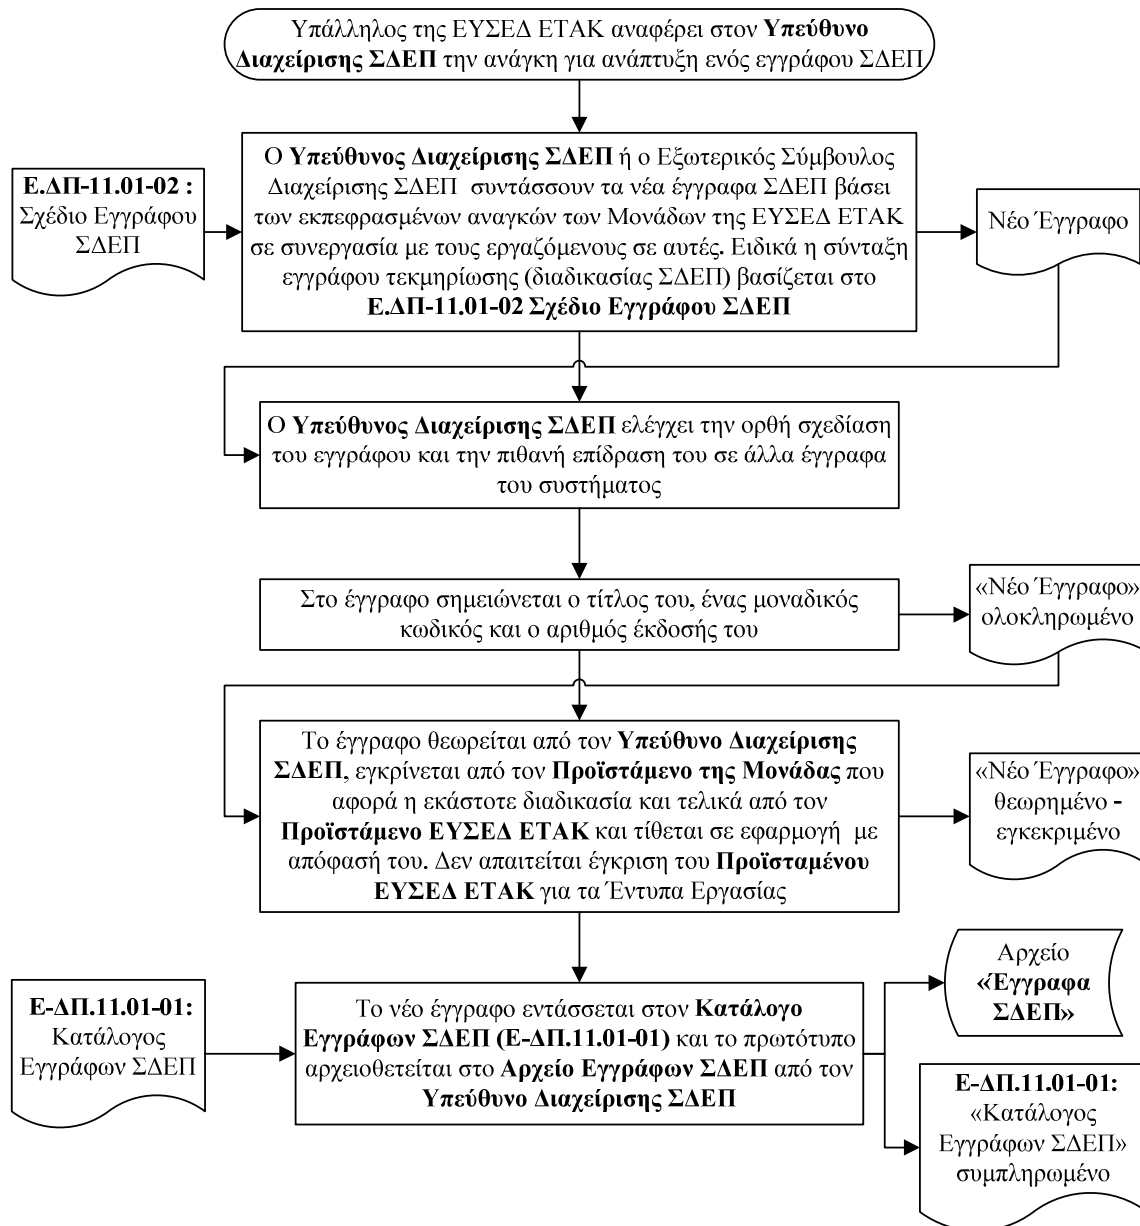 Υπάλληλος της ΕΥΣΕΔ ΕΤΑΚ αναφέρει στον Υπεύθυνο
Διαχείρισης ΣΔΕΠ την ανάγκη για ανάπτυξη ενός εγγράφου ΣΔΕΠ
Ε.ΔΠ-11.01-02 :
Σχέδιο Εγγράφου
ΣΔΕΠ
Ο Υπεύθυνος Διαχείρισης ΣΔΕΠ ή ο Εξωτερικός Σύμβουλος
Διαχείρισης ΣΔΕΠ συντάσσουν τα νέα έγγραφα ΣΔΕΠ βάσει
των εκπεφρασμένων αναγκών των Μονάδων της ΕΥΣΕΔ ΕΤΑΚ
σε συνεργασία με τους εργαζόμενους σε αυτές. Ειδικά η σύνταξη
εγγράφου τεκμηρίωσης (διαδικασίας ΣΔΕΠ) βασίζεται στο
Ε.ΔΠ-11.01-02 Σχέδιο Εγγράφου ΣΔΕΠ
Νέο Έγγραφο
Ο Υπεύθυνος Διαχείρισης ΣΔΕΠ ελέγχει την ορθή σχεδίαση
του εγγράφου και την πιθανή επίδραση του σε άλλα έγγραφα
του συστήματος
Στο έγγραφο σημειώνεται ο τίτλος του, ένας μοναδικός
κωδικός και ο αριθμός έκδοσής του
«Νέο Έγγραφο»
ολοκληρωμένο
Το έγγραφο θεωρείται από τον Υπεύθυνο Διαχείρισης
ΣΔΕΠ, εγκρίνεται από τον Προϊστάμενο της Μονάδας που
αφορά η εκάστοτε διαδικασία και τελικά από τον
Προϊστάμενο ΕΥΣΕΔ ΕΤΑΚ και τίθεται σε εφαρμογή με
απόφασή του. Δεν απαιτείται έγκριση του Προϊσταμένου
ΕΥΣΕΔ ΕΤΑΚ για τα Έντυπα Εργασίας
«Νέο Έγγραφο»
θεωρημένο -
εγκεκριμένο
Ε-ΔΠ.11.01-01:
Κατάλογος
Εγγράφων ΣΔΕΠ
Το νέο έγγραφο εντάσσεται στον Κατάλογο
Εγγράφων ΣΔΕΠ (Ε-ΔΠ.11.01-01) και το πρωτότυπο
αρχειοθετείται στο Αρχείο Εγγράφων ΣΔΕΠ από τον
Υπεύθυνο Διαχείρισης ΣΔΕΠ
Αρχείο
«Έγγραφα
ΣΔΕΠ»
Ε-ΔΠ.11.01-01:
«Κατάλογος
Εγγράφων ΣΔΕΠ»
συμπληρωμένο